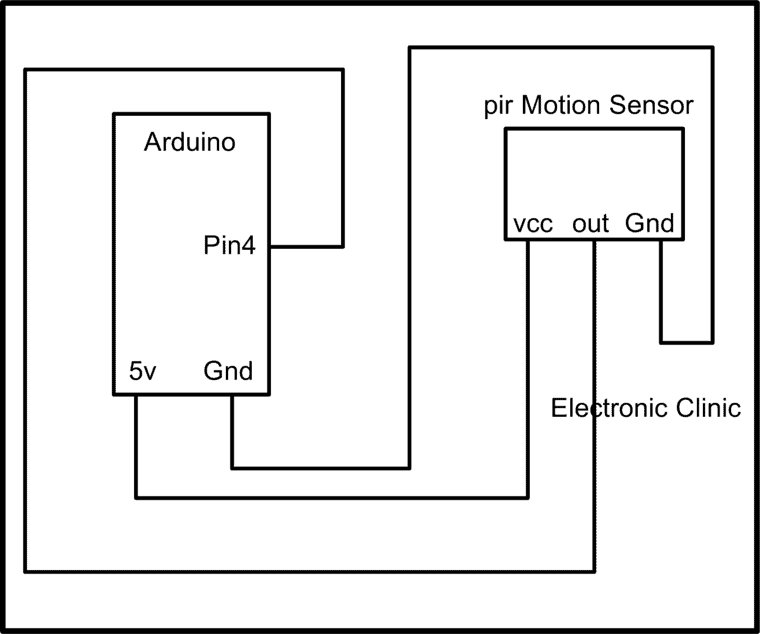 pir Motion Sensor
Arduino
vcc out Gnd
Pin4
5v Gnd
Electronic Clinic